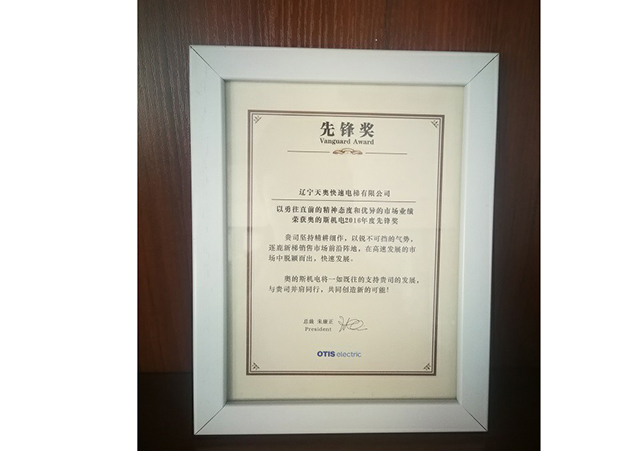 先锋奖
Vanguard Award
辽宁天奥快速电梯有限公司
以勇往直前的精神态度和优异的市场业绩
荣获奥的斯机电2016年度先锋奖
贵司坚持精耕细作，以锐不可挡的气势，
逐鹿新梯销售市场前沿阵地，在高速发展的市
场中脱颖而出，快速发展。
奥的斯机电将一如既往的支持贵司的发展，
与贵司并肩同行，共同创造新的可能！
总裁
President
OTIS electric